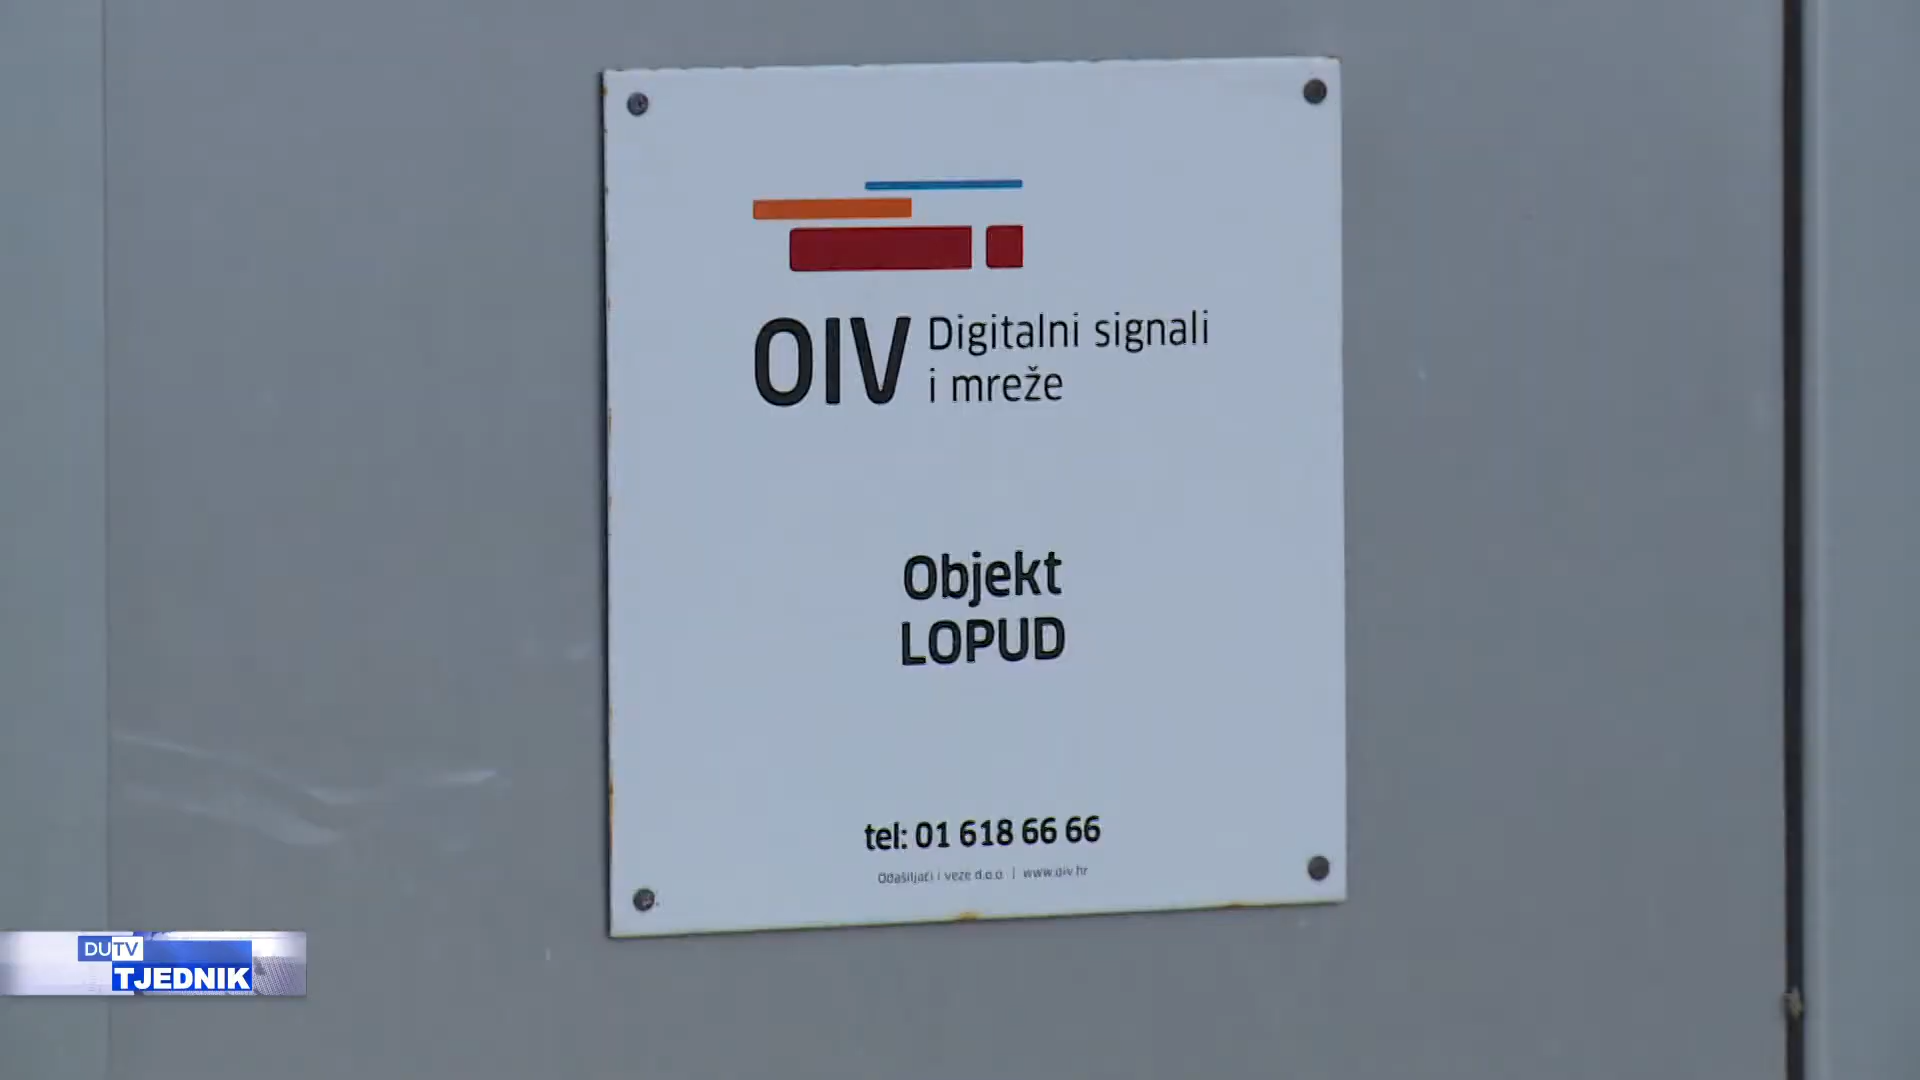 OIV Digitalni signali
i mreže
Objekt
LOPUD
tel: 01 618 66 66
Odašiljači i veze d.o.o. | www.oiv.hr
DUTV
TJEDNIK